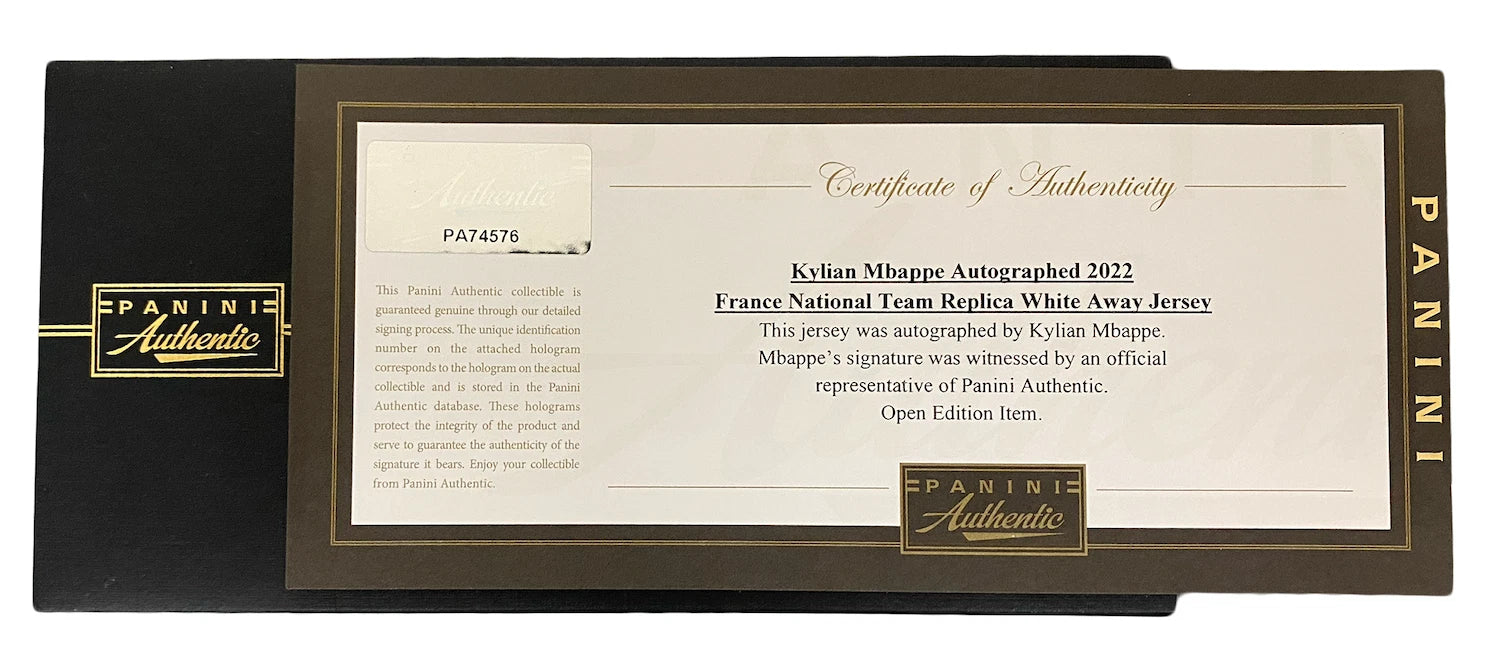 PANINI
Authentic
Authentic
PA74576
This Panini Authentic collectible is
guaranteed genuine through our detailed
signing process. The unique identification
number on the attached hologram
corresponds to the hologram on the actual
collectible and is stored in the Panini
Authentic database. These holograms
protect the integrity of the product and
serve to guarantee the authenticity of the
signature it bears. Enjoy your collectible
from Panini Authentic.
Certificate of Authenticity
Kylian Mbappe Autographed 2022
France National Team Replica White Away Jersey
This jersey was autographed by Kylian Mbappe.
Mbappe’s signature was witnessed by an official
representative of Panini Authentic.
Open Edition Item.
PANINI
Authentic
PANINI